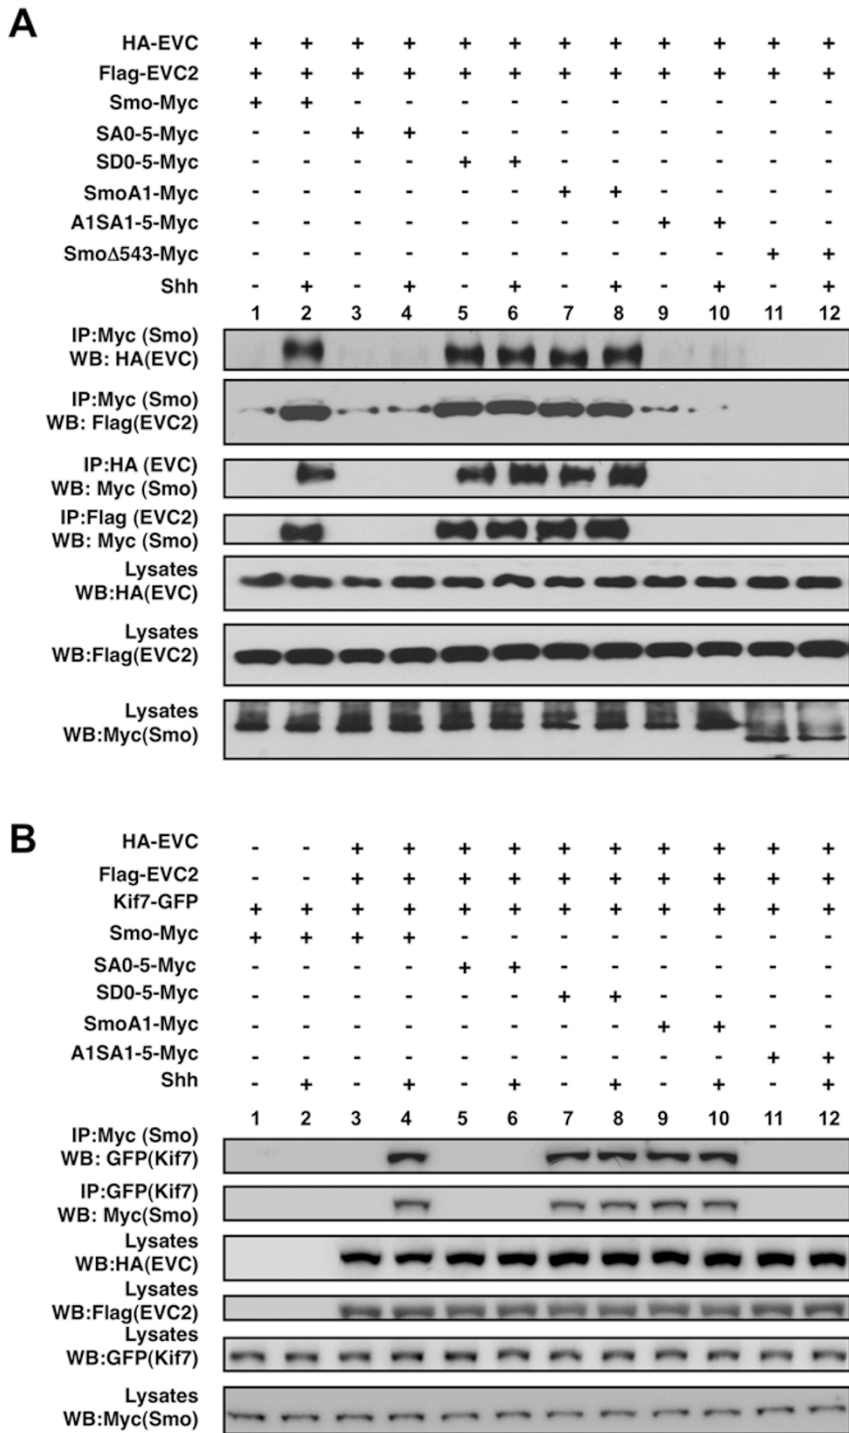 A
HA-EVC + + + + + + + + + + + +
Flag-EVC2 + + + + + + + + + + + +
Smo-Myc + + - - - - - - - - - -
SA0-5-Myc - - + + - - - - - - - -
SD0-5-Myc - - - - + + - - - - - -
SmoA1-Myc - - - - - - + + - - - -
A1SA1-5-Myc - - - - - - - - + + - -
SmoΔ543-Myc - - - - - - - - - - + +
Shh - + - + - + - + - + - +
1 2 3 4 5 6 7 8 9 10 11 12
IP:Myc (Smo)
WB: HA(EVC)
IP:Myc (Smo)
WB: Flag(EVC2)
IP:HA (EVC)
WB: Myc (Smo)
IP:Flag (EVC2)
WB: Myc (Smo)
Lysates
WB:HA(EVC)
Lysates
WB:Flag(EVC2)
Lysates
WB:Myc(Smo)
B
HA-EVC - - + + + + + + + + + +
Flag-EVC2 - - + + + + + + + + + +
Kif7-GFP + + + + + + + + + + + +
Smo-Myc + + + + - - - - - - - -
SA0-5-Myc - - - - + + - - - - - -
SD0-5-Myc - - - - - - + + - - - -
SmoA1-Myc - - - - - - - - + + - -
A1SA1-5-Myc - - - - - - - - - - + +
Shh - + - + - + - + - + - +
1 2 3 4 5 6 7 8 9 10 11 12
IP:Myc (Smo)
WB: GFP(Kif7)
IP:GFP(Kif7)
WB: Myc(Smo)
Lysates
WB:HA(EVC)
Lysates
WB:Flag(EVC2)
Lysates
WB:GFP(Kif7)
Lysates
WB:Myc(Smo)